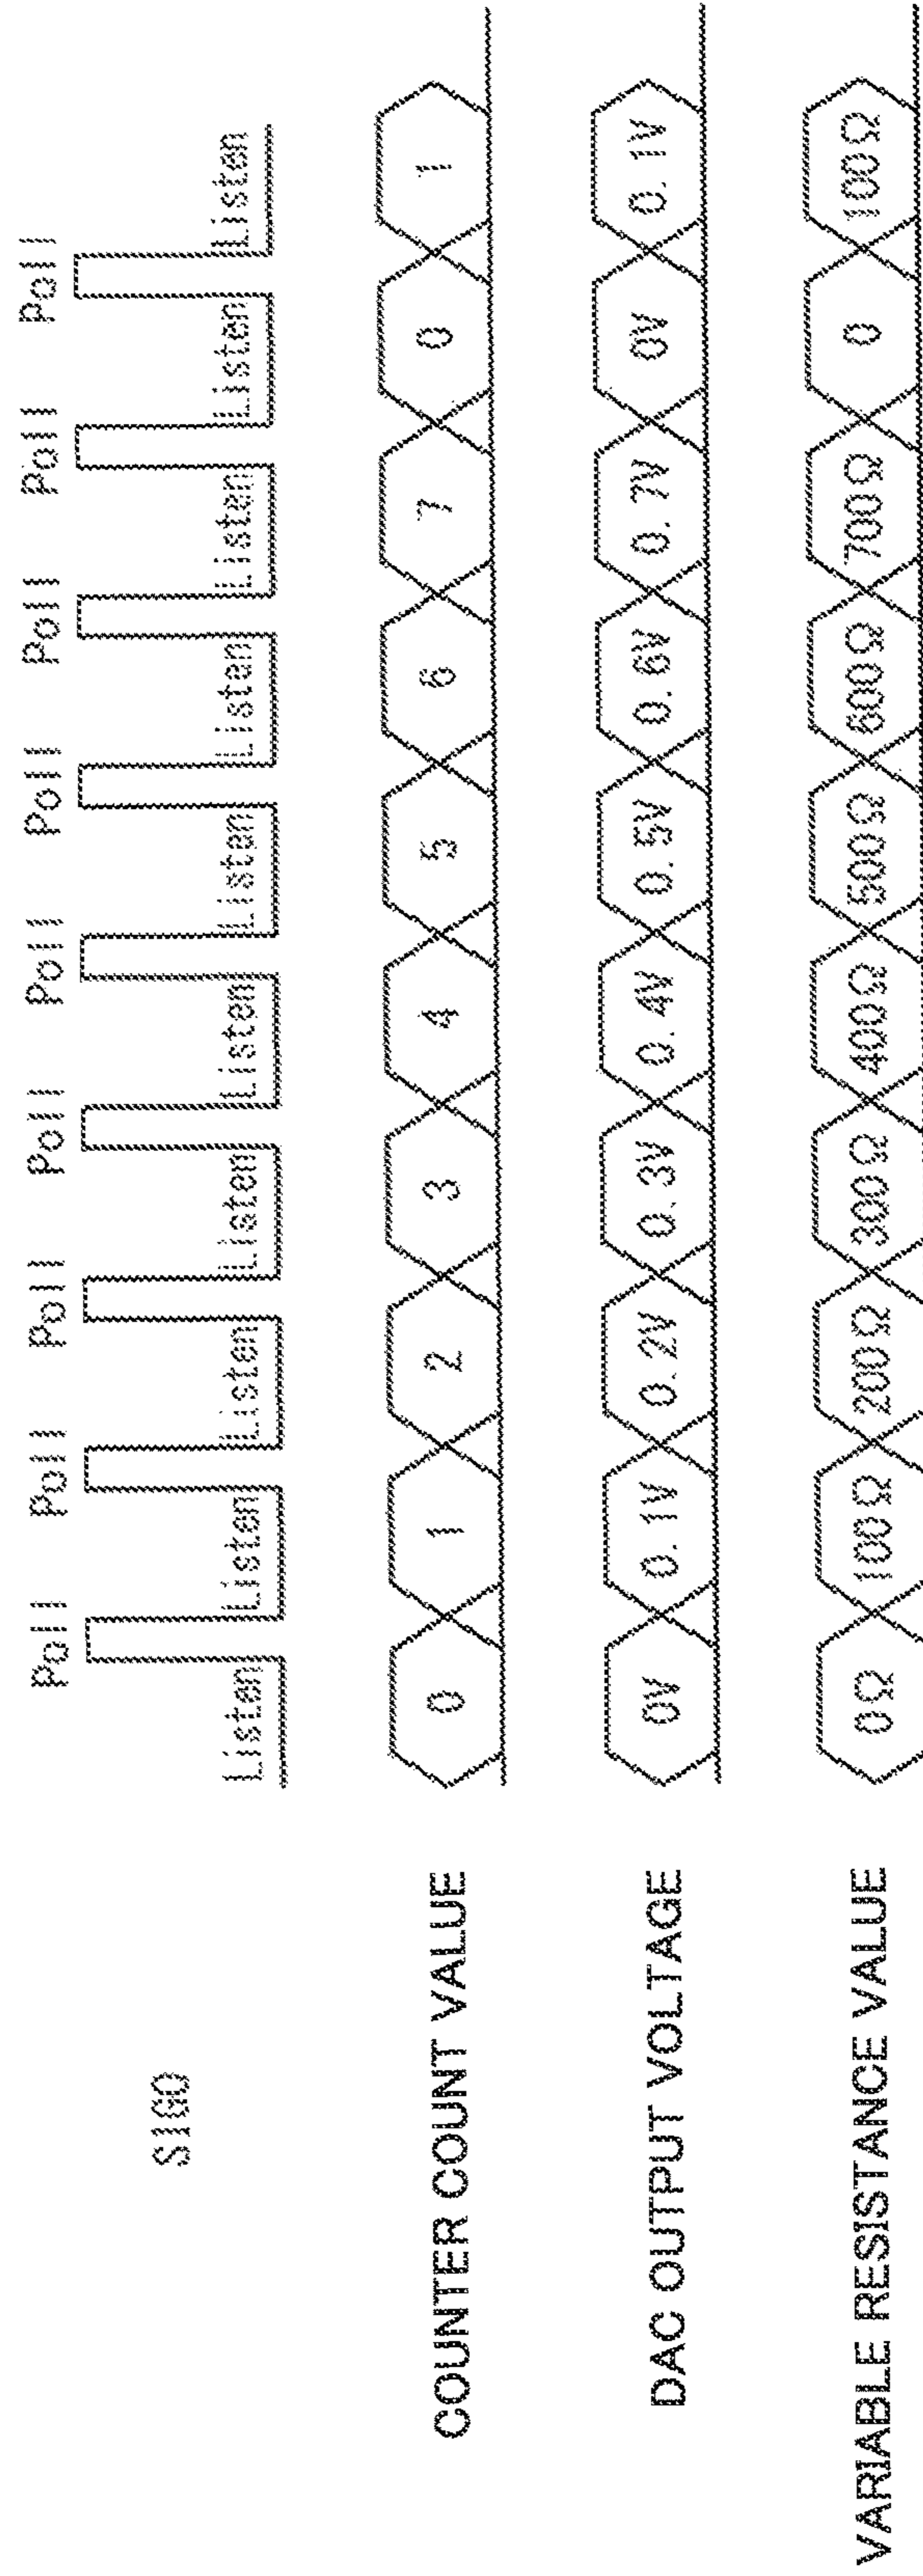 Poll Poll Poll Poll Poll Poll Poll Poll Poll
SIG0 Listen Listen Listen Listen Listen Listen Listen Listen Listen Listen
COUNTER COUNT VALUE 0 1 2 3 4 5 6 7 0 1
DAC OUTPUT VOLTAGE 0V 0.1V 0.2V 0.3V 0.4V 0.5V 0.6V 0.7V 0V 0.1V
VARIABLE RESISTANCE VALUE 0Ω 100Ω 200Ω 300Ω 400Ω 500Ω 600Ω 700Ω 0 100Ω